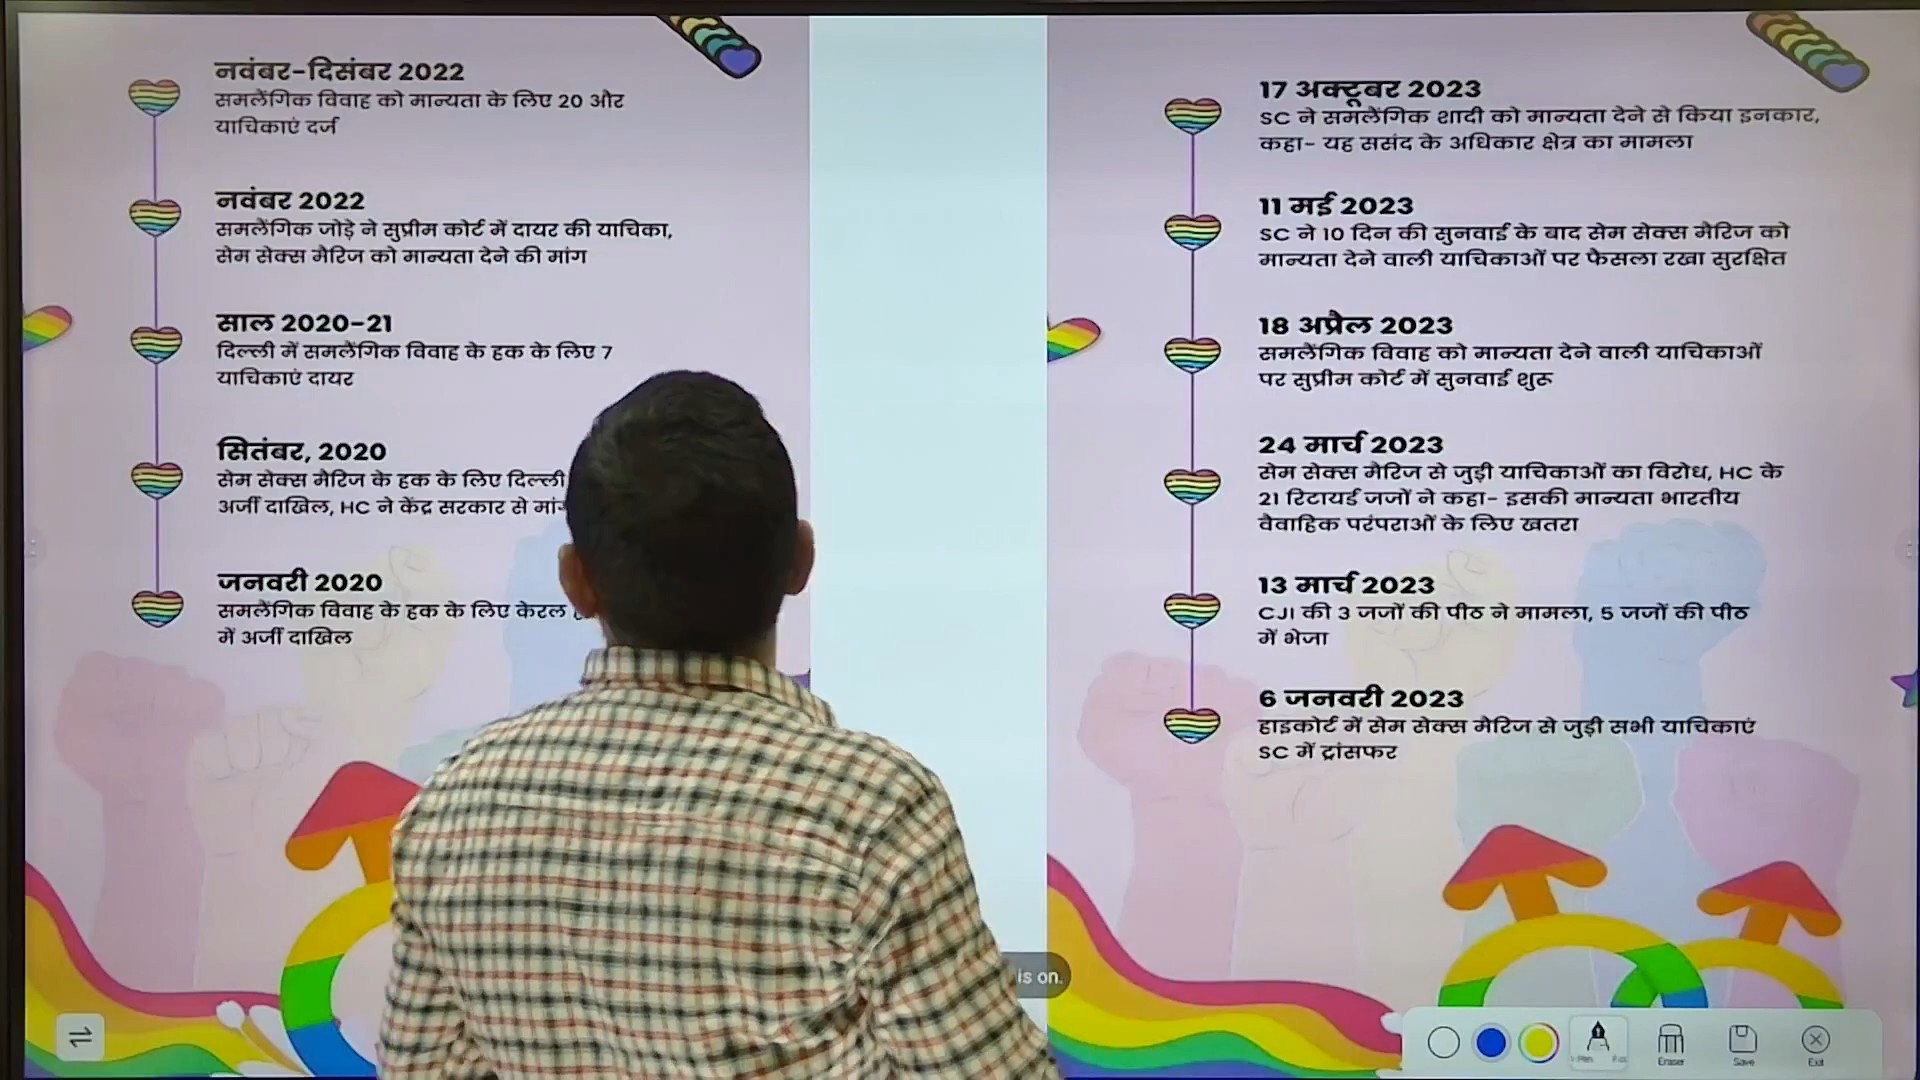 नवंबर-दिसंबर 2022
समलैंगिक विवाह को मान्यता के लिए 20 और
याचिकाएं दर्ज
नवंबर 2022
समलैंगिक जोड़े ने सुप्रीम कोर्ट में दायर की याचिका,
सेम सेक्स मैरिज को मान्यता देने की मांग
साल 2020-21
दिल्ली में समलैंगिक विवाह के हक के लिए 7
याचिकाएं दायर
सितंबर, 2020
सेम सेक्स मैरिज के हक के लिए दिल्ली
अर्जी दाखिल, HC ने केंद्र सरकार से
जनवरी 2020
समलैंगिक विवाह के हक के लिए केरल
में अर्जी दाखिल
17 अक्टूबर 2023
SC ने समलैंगिक शादी को मान्यता देने से किया इनकार,
कहा- यह ससंद के अधिकार क्षेत्र का मामला
11 मई 2023
SC ने 10 दिन की सुनवाई के बाद सेम सेक्स मैरिज को
मान्यता देने वाली याचिकाओं पर फैसला रखा सुरक्षित
18 अप्रैल 2023
समलैंगिक विवाह को मान्यता देने वाली याचिकाओं
पर सुप्रीम कोर्ट में सुनवाई शुरू
24 मार्च 2023
सेम सेक्स मैरिज से जुड़ी याचिकाओं का विरोध, HC के
21 रिटायर्ड जजों ने कहा- इसकी मान्यता भारतीय
वैवाहिक परंपराओं के लिए खतरा
13 मार्च 2023
CJI की 3 जजों की पीठ ने मामला, 5 जजों की पीठ
में भेजा
6 जनवरी 2023
हाइकोर्ट में सेम सेक्स मैरिज से जुड़ी सभी याचिकाएं
SC में ट्रांसफर
is on.
Pen
Eraser
Save
Exit